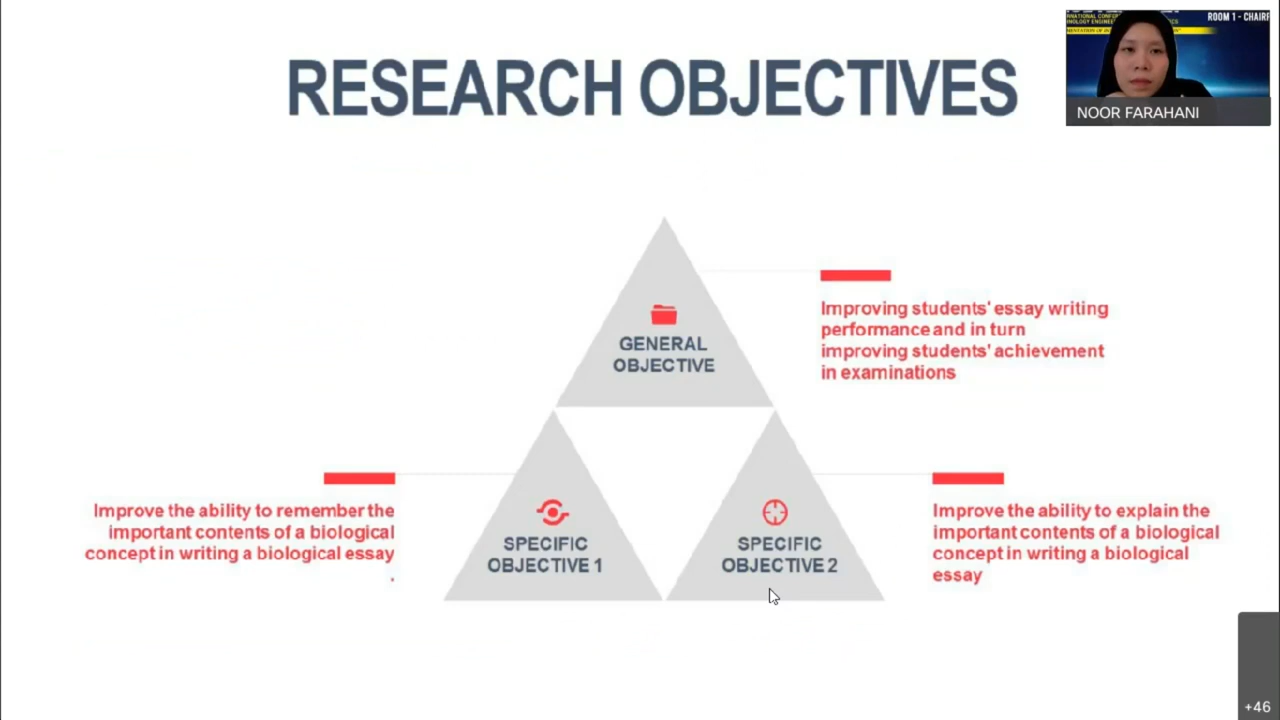 RESEARCH OBJECTIVES
ROOM 1 - CHAIR
NOOR FARAHANI
GENERAL
OBJECTIVE
Improving students' essay writing
performance and in turn
improving students' achievement
in examinations
SPECIFIC
OBJECTIVE 1
Improve the ability to remember the
important contents of a biological
concept in writing a biological essay
.
SPECIFIC
OBJECTIVE 2
Improve the ability to explain the
important contents of a biological
concept in writing a biological
essay
+46